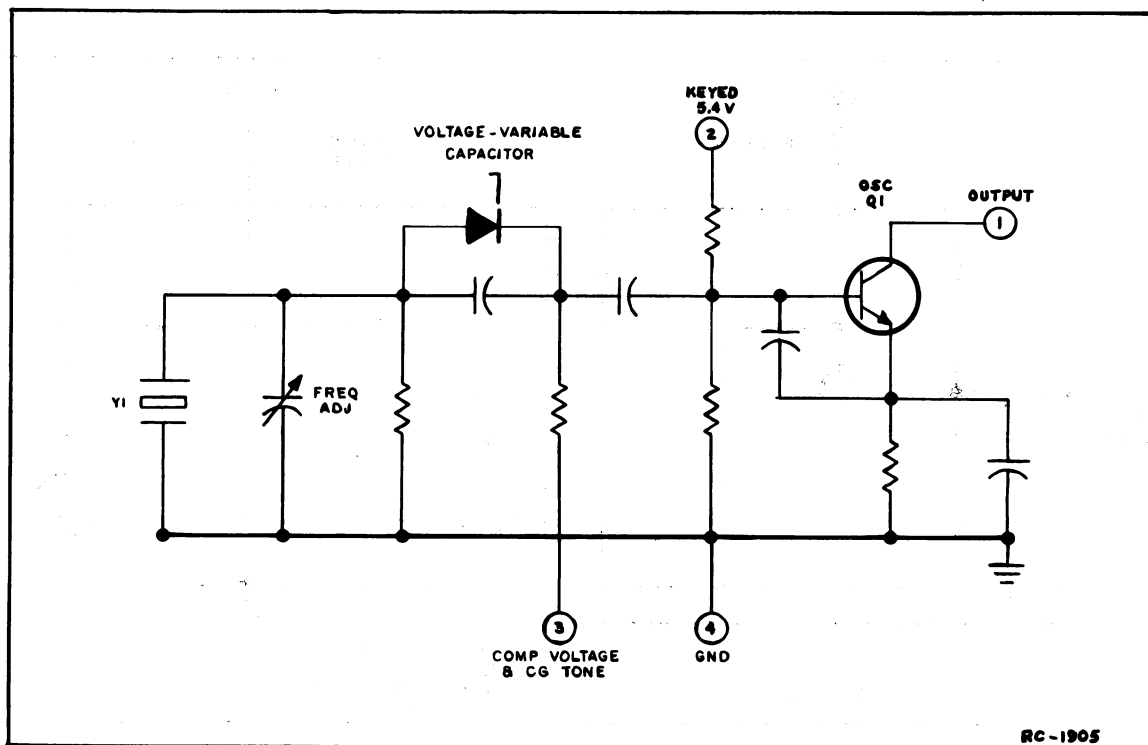 KEYED
5.4 V
2
VOLTAGE-VARIABLE
CAPACITOR
OSC
Q1
OUTPUT
1
Y1
FREQ
ADJ
3
COMP VOLTAGE
& CG TONE
4
GND
RC-1905